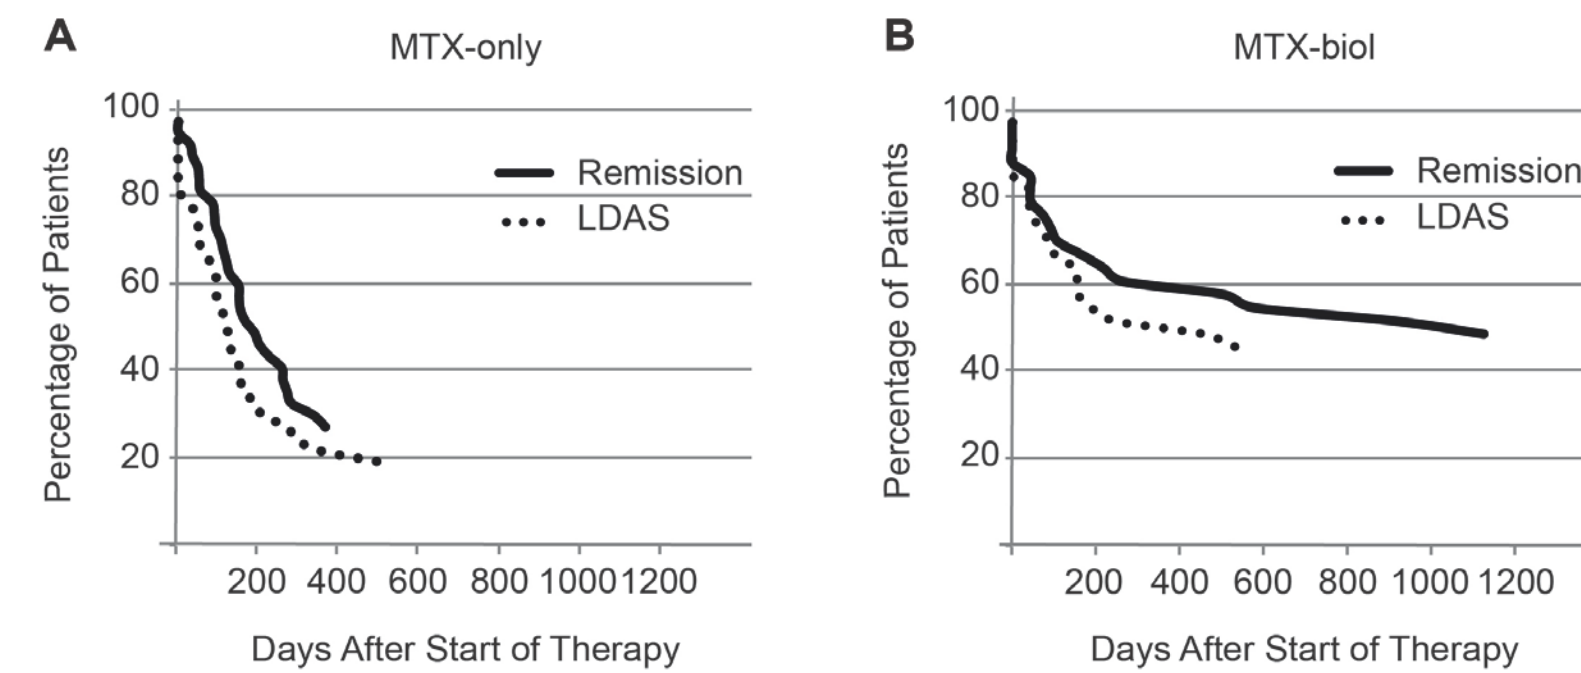 A
MTX-only
100
80
60
40
20
Percentage of Patients
Remission
LDAS
200 400 600 800 1000 1200
Days After Start of Therapy
B
MTX-biol
100
80
60
40
20
Percentage of Patients
Remission
LDAS
200 400 600 800 1000 1200
Days After Start of Therapy